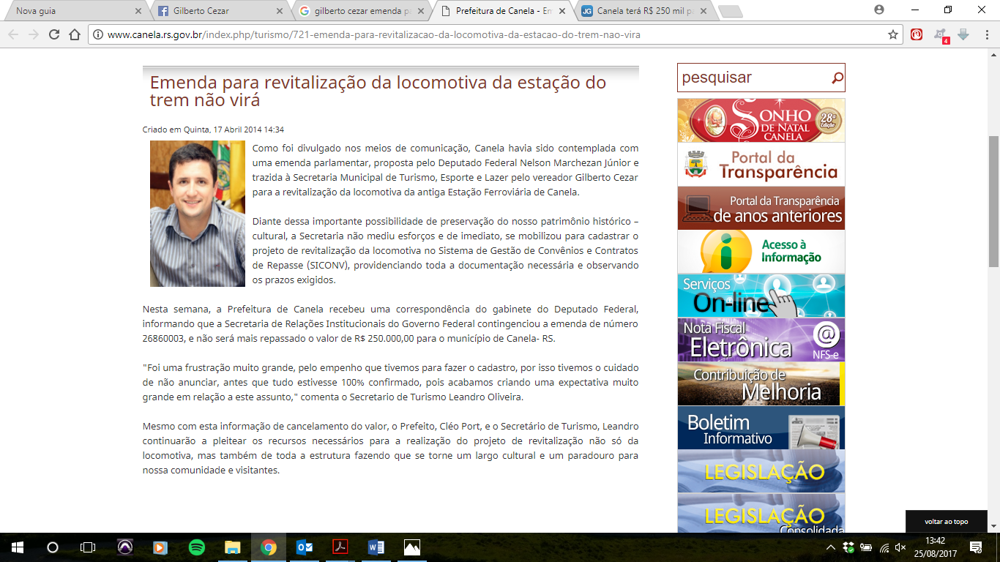 Nova guia
Gilberto Cezar
gilberto cezar emenda pa
Prefeitura de Canela - Em
Canela terá R$ 250 mil p
www.canela.rs.gov.br/index.php/turismo/721-emenda-para-revitalizacao-da-locomotiva-da-estacao-do-trem-nao-vira
4
Emenda para revitalização da locomotiva da estação do
trem não virá
Criado em Quinta, 17 Abril 2014 14:34
Como foi divulgado nos meios de comunicação, Canela havia sido contemplada com
uma emenda parlamentar, proposta pelo Deputado Federal Nelson Marchezan Júnior e
trazida à Secretaria Municipal de Turismo, Esporte e Lazer pelo vereador Gilberto Cezar
para a revitalização da locomotiva da antiga Estação Ferroviária de Canela.
Diante dessa importante possibilidade de preservação do nosso patrimônio histórico –
cultural, a Secretaria não mediu esforços e de imediato, se mobilizou para cadastrar o
projeto de revitalização da locomotiva no Sistema de Gestão de Convênios e Contratos
de Repasse (SICONV), providenciando toda a documentação necessária e observando
os prazos exigidos.
Nesta semana, a Prefeitura de Canela recebeu uma correspondência do gabinete do Deputado Federal,
informando que a Secretaria de Relações Institucionais do Governo Federal contingenciou a emenda de número
26860003, e não será mais repassado o valor de R$ 250.000,00 para o município de Canela- RS.
"Foi uma frustração muito grande, pelo empenho que tivemos para fazer o cadastro, por isso tivemos o cuidado
de não anunciar, antes que tudo estivesse 100% confirmado, pois acabamos criando uma expectativa muito
grande em relação a este assunto," comenta o Secretario de Turismo Leandro Oliveira.
Mesmo com esta informação de cancelamento do valor, o Prefeito, Cléo Port, e o Secretário de Turismo, Leandro
continuarão a pleitear os recursos necessários para a realização do projeto de revitalização não só da
locomotiva, mas também de toda a estrutura fazendo que se torne um largo cultural e um paradouro para
nossa comunidade e visitantes.
pesquisar
SONHO
DE NATAL
CANELA
28ª
Edição
Portal da
Transparência
Portal da Transparência
de anos anteriores
Acesso à
Informação
Serviços
On-line
Nota Fiscal
Eletrônica
@
NFS-e
Contribuição de
Melhoria
Boletim
Informativo
LEGISLAÇÃO
LEGISLAÇÃO
Consolidada
voltar ao topo
13:42
25/08/2017